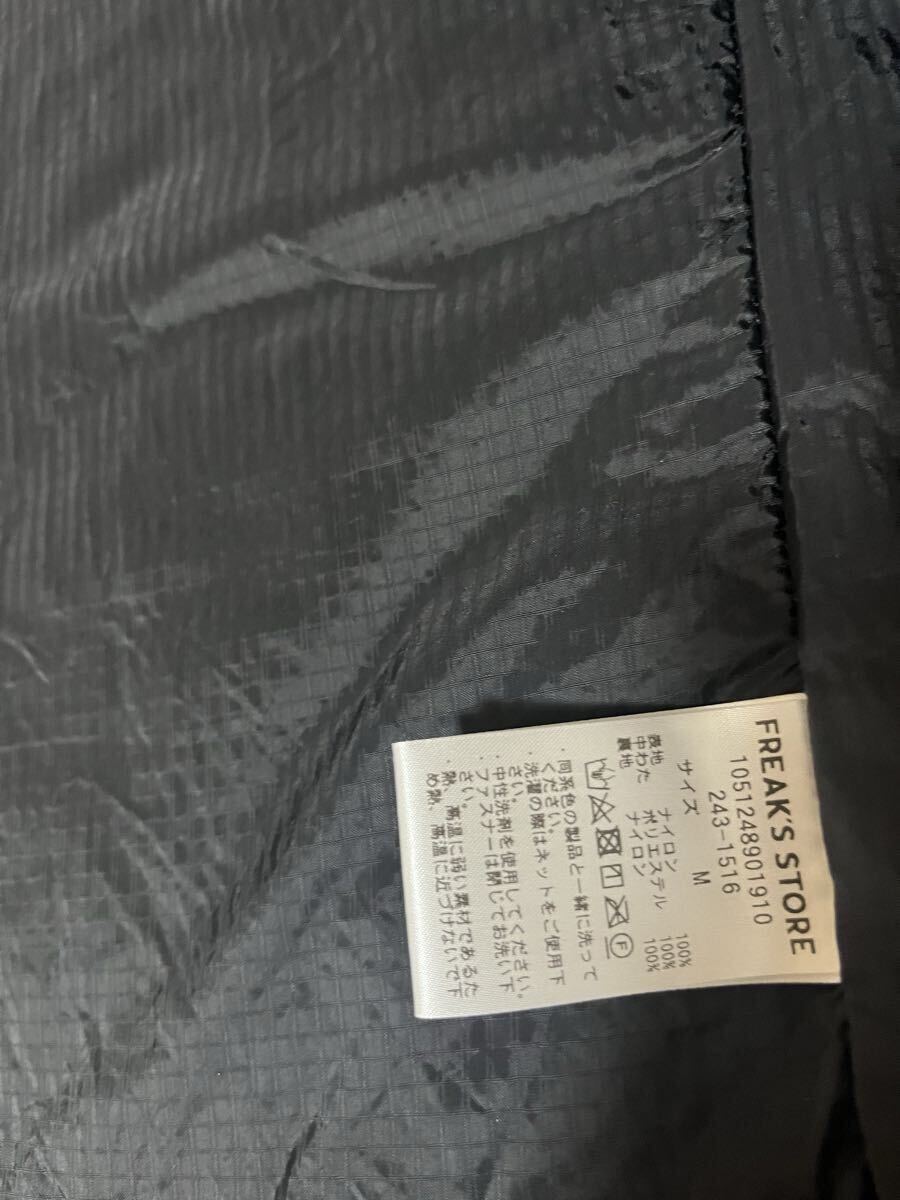 FREAK'S STORE
1051248901910
243-1516
サイズ M
表地 ナイロン 100%
中わた ポリエステル 100%
裏地 ナイロン 100%
F
・同系色の製品と一緒に洗って
ください。
・洗濯の際はネットをご使用下
さい。
・中性洗剤を使用してください。
・ファスナーは閉じてお洗い下
さい。
・熱、高温に弱い素材であるた
め熱、高温に近づけないで下